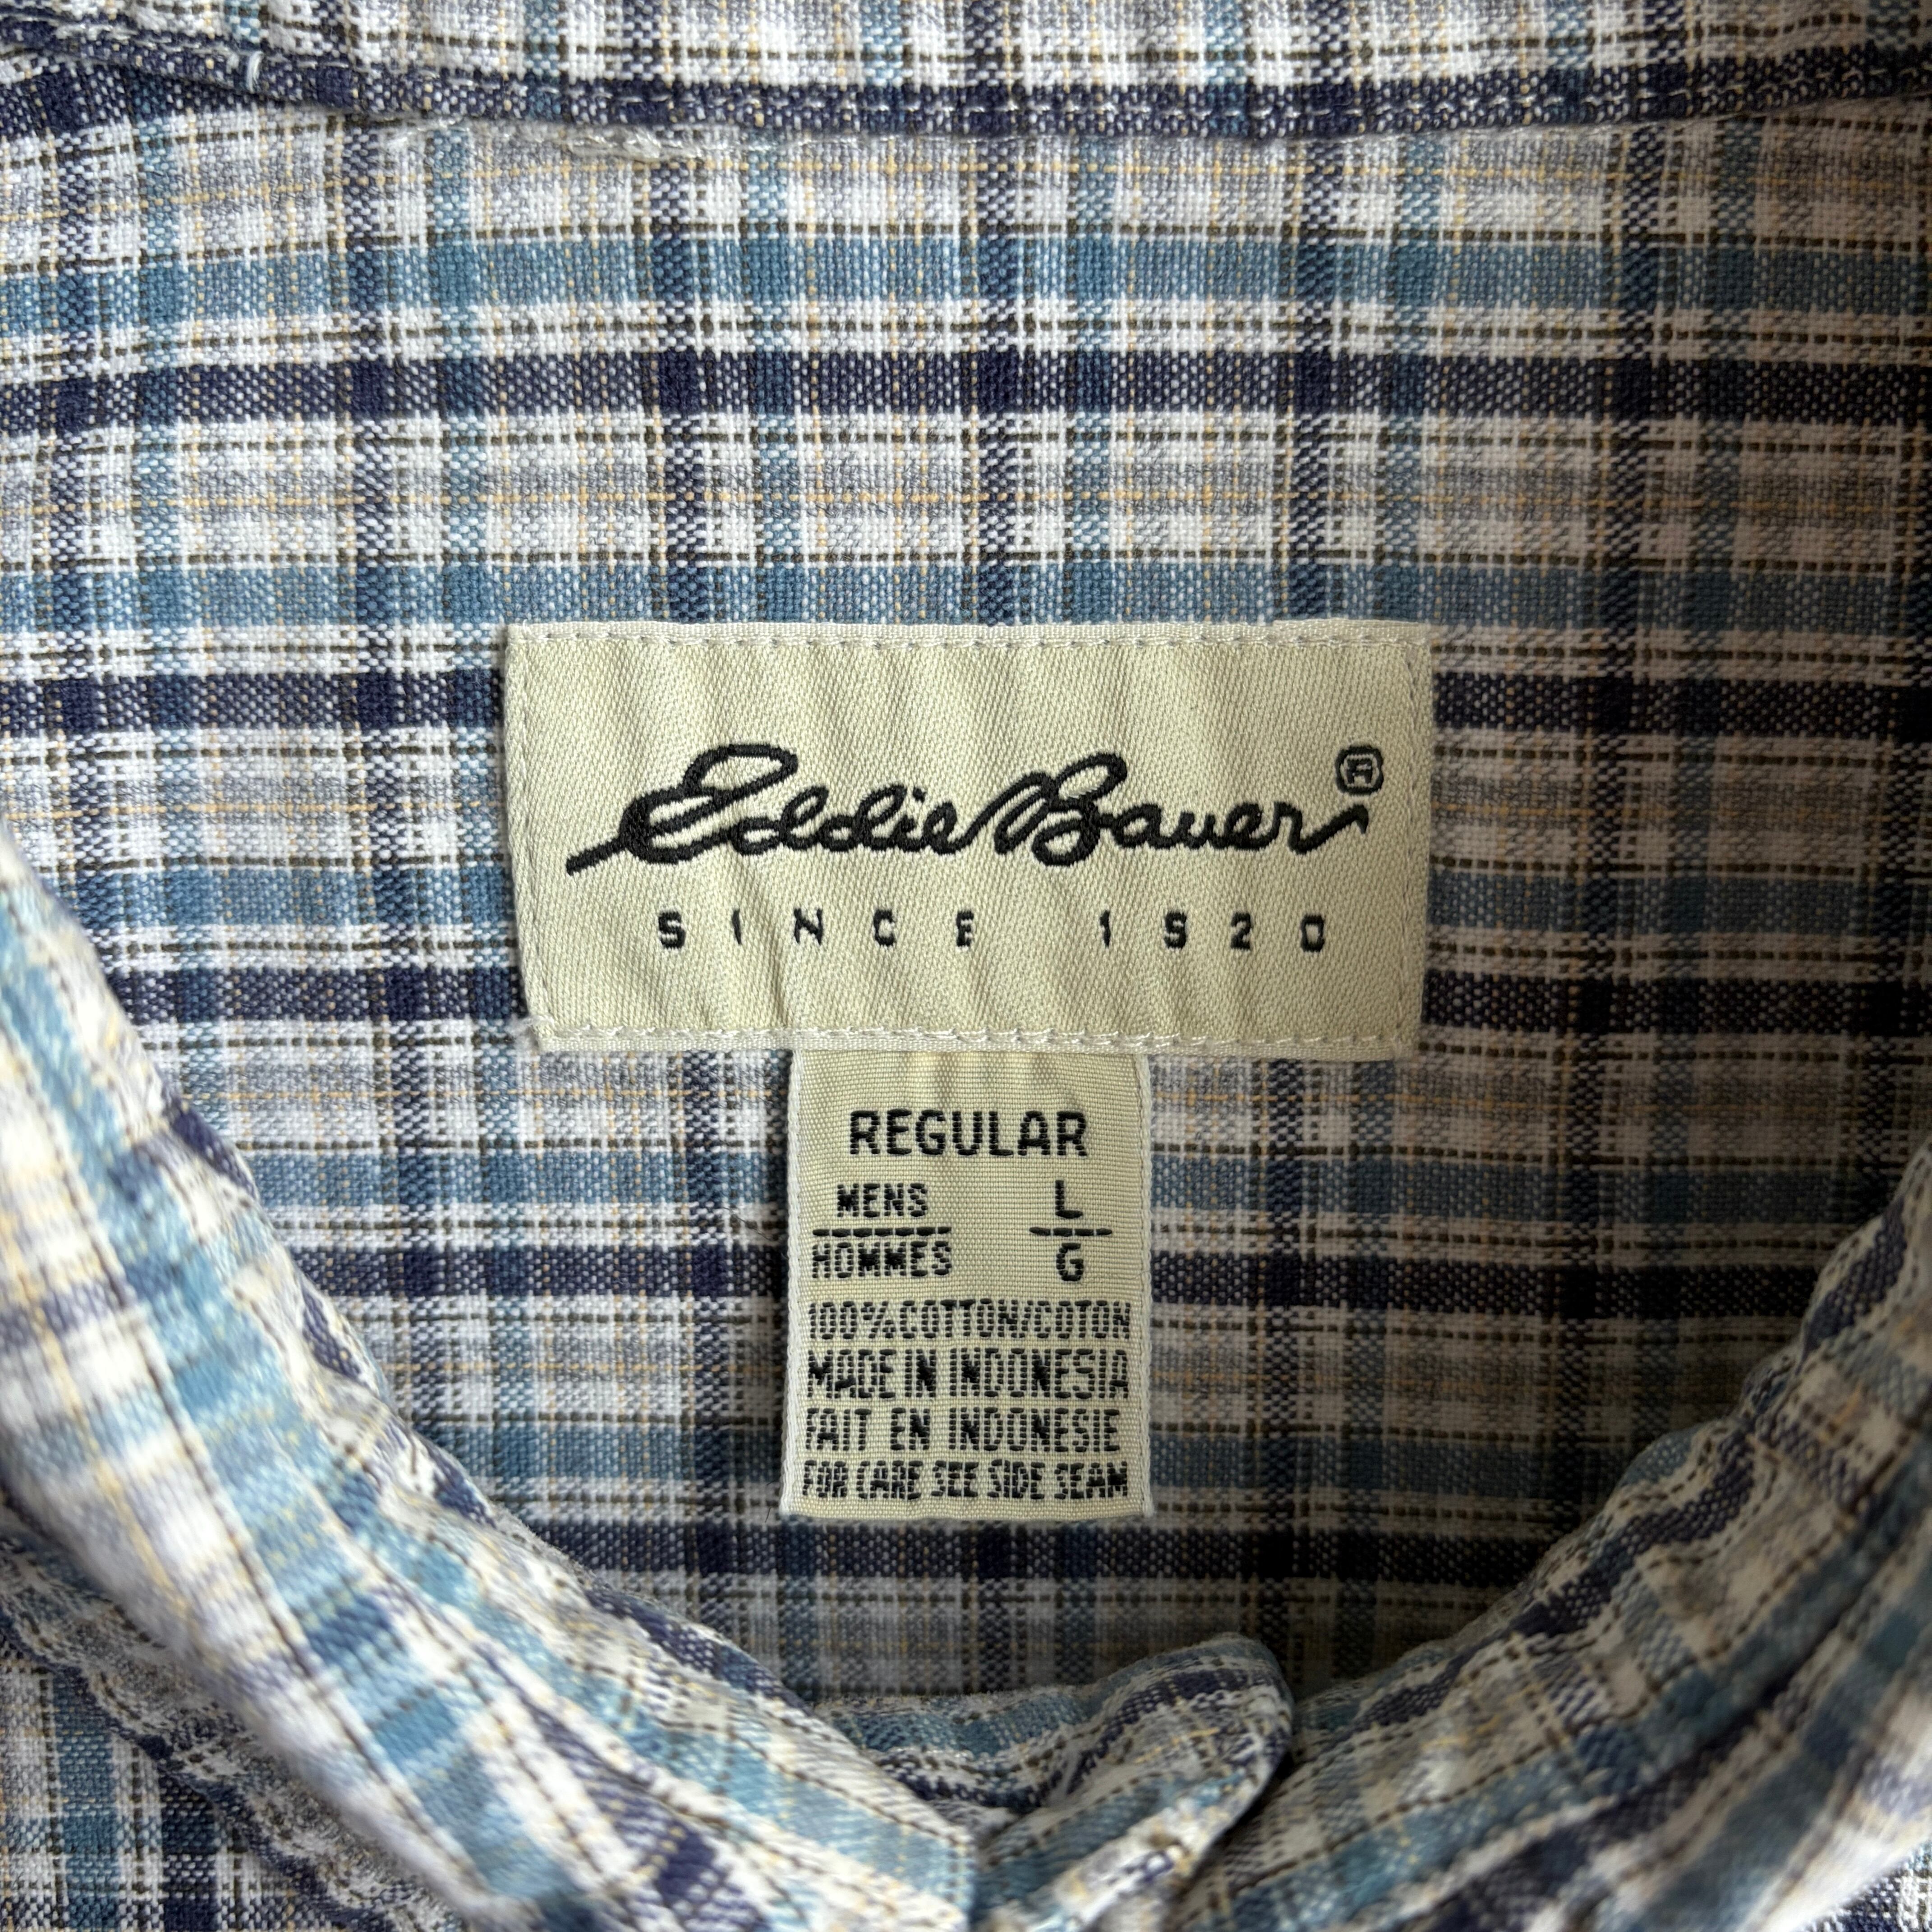 Eddie Bauer®
SINCE 1920
REGULAR
MENS L
HOMMES G
100% COTTON/COTON
MADE IN INDONESIA
FAIT EN INDONESIE
FOR CARE SEE SIDE SEAM